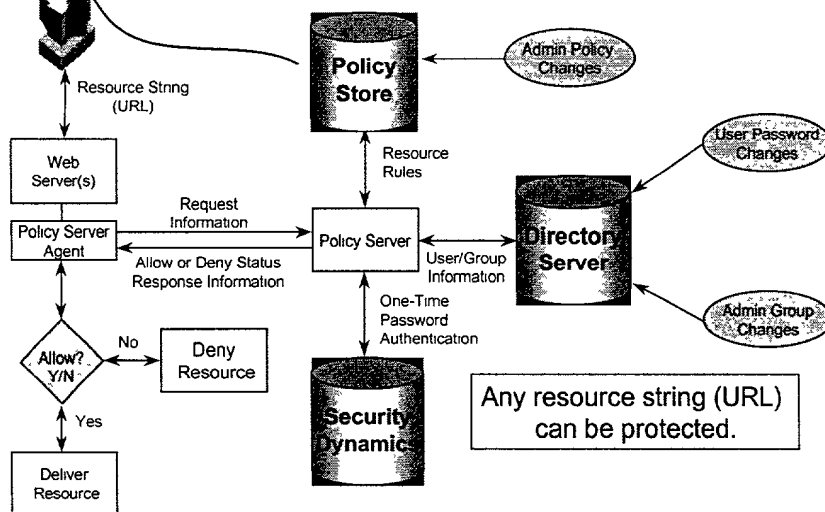 Policy
Store
Admin Policy
Changes
Resource String
(URL)
User Password
Changes
Web
Server(s)
Resource
Rules
Request
Information
Policy Server
Agent
Policy Server
Directory
Server
Allow or Deny Status
Response Information
User/Group
Information
One-Time
Password
Authentication
Admin Group
Changes
Allow?
Y/N
No
Deny
Resource
Yes
Security
Dynamics
Any resource string (URL)
can be protected.
Deliver
Resource